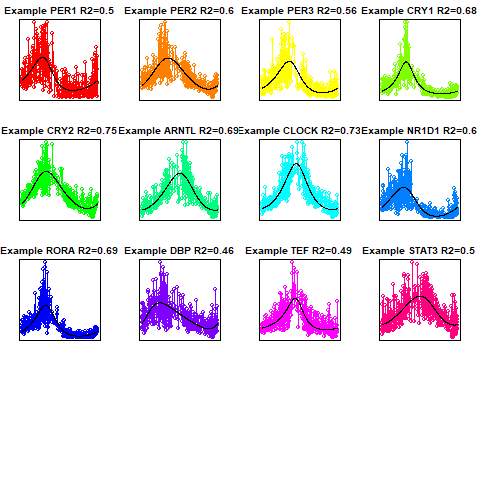 Example PER1 R2=0.5
Example PER2 R2=0.6
Example PER3 R2=0.56
Example CRY1 R2=0.68
Example CRY2 R2=0.75
Example ARNTL R2=0.69
Example CLOCK R2=0.73
Example NR1D1 R2=0.6
Example RORA R2=0.69
Example DBP R2=0.46
Example TEF R2=0.49
Example STAT3 R2=0.5